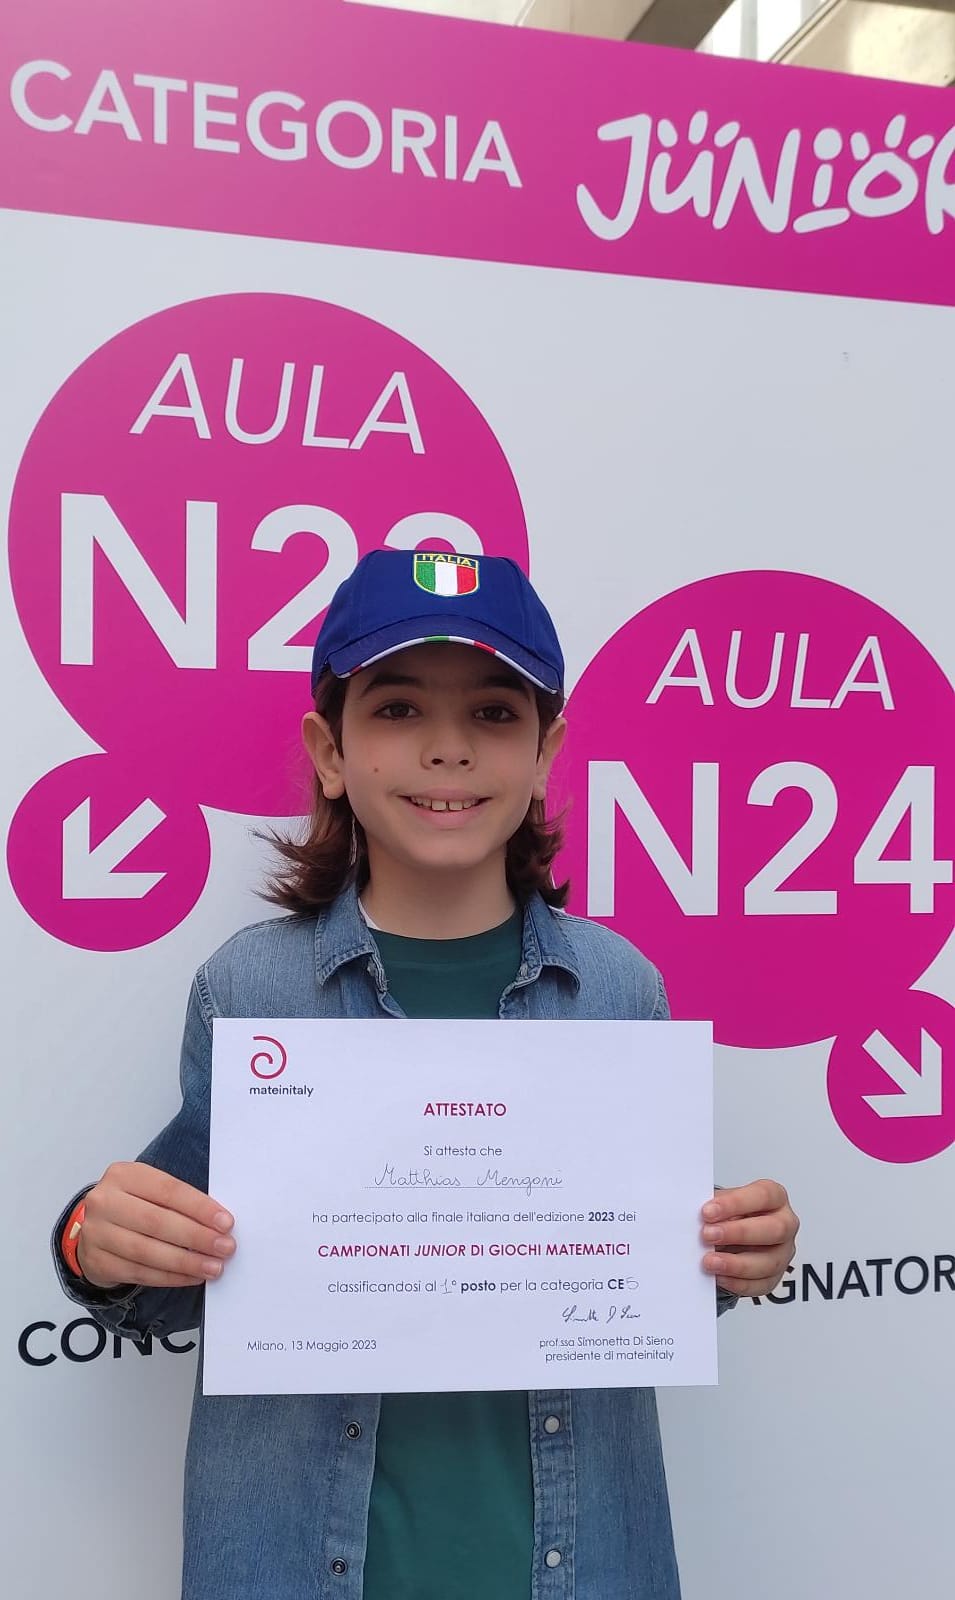 CATEGORIA JUNIOR
AULA
N23
ITALIA
AULA
N24
mateinitaly
ATTESTATO
Si attesta che
Matthias Mengoni
ha partecipato alla finale italiana dell'edizione 2023 dei
CAMPIONATI JUNIOR DI GIOCHI MATEMATICI
classificandosi al 1° posto per la categoria CE5
Milano, 13 Maggio 2023
prof.ssa Simonetta Di Sieno
presidente di mateinitaly
CONC
AGNATOR